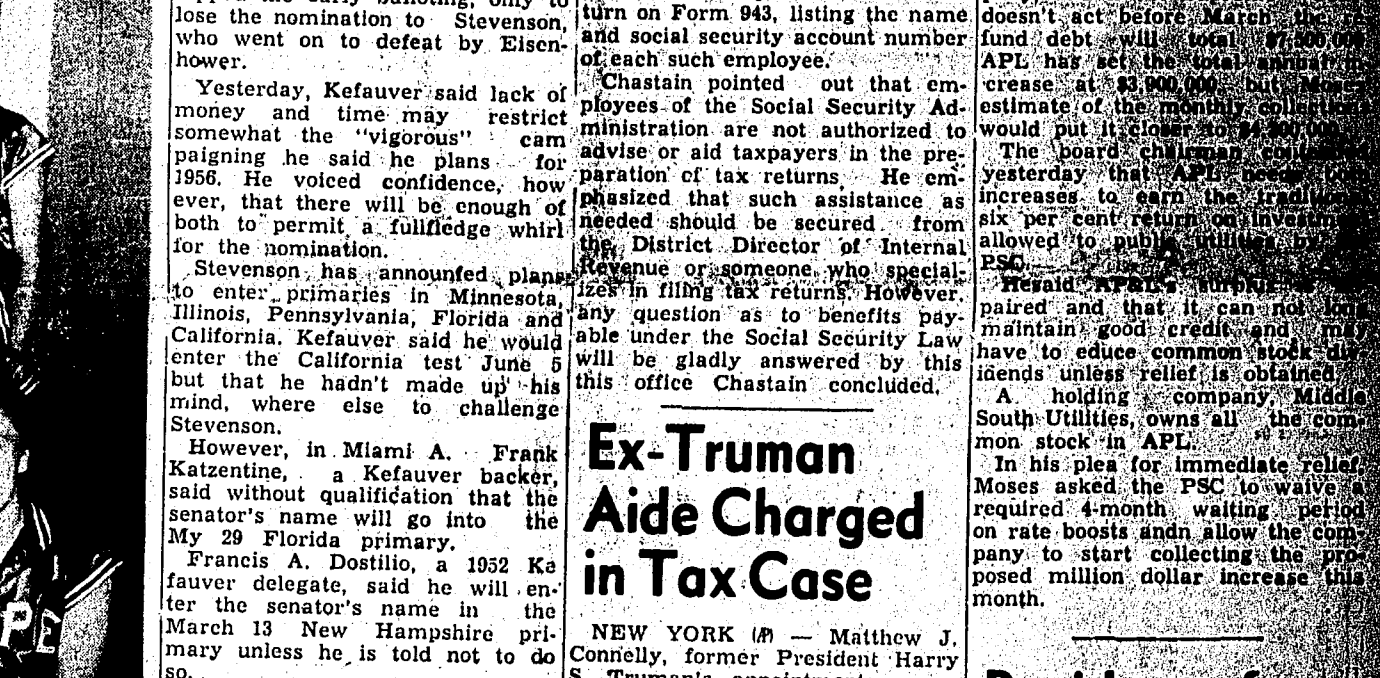 lose the nomination to Stevenson,
who went on to defeat by Eisen-
hower.
Yesterday, Kefauver said lack of
money and time may restrict
somewhat the "vigorous" cam
paigning he said he plans for
1956. He voiced confidence, how
ever, that there will be enough of
both to permit a fullfledge whirl
for the nomination.
Stevenson has announfed plans
to enter primaries in Minnesota,
Illinois, Pennsylvania, Florida and
California. Kefauver said he would
enter the California test June 5
but that he hadn't made up his
mind, where else to challenge
Stevenson.
However, in Miami A. Frank
Katzentine, a Kefauver backer,
said without qualification that the
senator's name will go into the
My 29 Florida primary.
Francis A. Dostilio, a 1952 Ke
fauver delegate, said he will en-
ter the senator's name in the
March 13 New Hampshire pri-
mary unless he is told not to do
so.
turn on Form 943, listing the name
and social security account number
of each such employee.
Chastain pointed out that em-
ployees of the Social Security Ad-
ministration are not authorized to
advise or aid taxpayers in the pre-
paration of tax returns. He em-
phasized that such assistance as
needed should be secured from
the District Director of Internal
Revenue or someone who special-
izes in filing tax returns. However,
any question as to benefits pay-
able under the Social Security Law
will be gladly answered by this
this office Chastain concluded.
Ex-Truman
Aide Charged
in Tax Case
NEW YORK (AP) — Matthew J.
Connelly, former President Harry
S. Truman's appointment
doesn't act before March the re-
fund debt will total $7,500,000
APL has set the total annual in-
crease at $3,900,000, but Moses
estimate of the monthly collections
would put it closer to
The board chairman
yesterday that APL needs both
increases to earn the traditional
six per cent return on investment
allowed to public utilities by
PSC.
Hesaid AP&L's surplus
paired and that it can not long
maintain good credit and may
have to educe common stock div-
idends unless relief is obtained.
A holding company, Middle
South Utilities, owns all the com-
mon stock in APL.
In his plea for immediate relief,
Moses asked the PSC to waive a
required 4-month waiting period
on rate boosts andn allow the com-
pany to start collecting the pro-
posed million dollar increase this
month.
PE